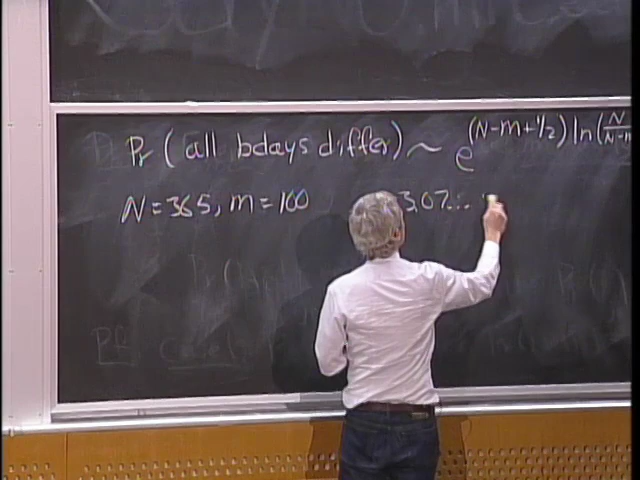 Pr (all bdays differ) ~ e^(N-m+1/2) ln(N/N-m
N=365, m=100 3.07...